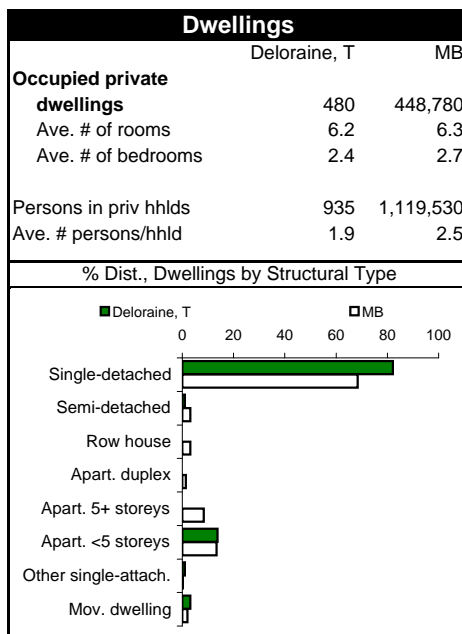 Dwellings
Deloraine, T MB
Occupied private
dwellings 480 448,780
Ave. # of rooms 6.2 6.3
Ave. # of bedrooms 2.4 2.7
Persons in priv hhlds 935 1,119,530
Ave. # persons/hhld 1.9 2.5
% Dist., Dwellings by Structural Type
Deloraine, T MB
0 20 40 60 80 100
Single-detached
Semi-detached
Row house
Apart. duplex
Apart. 5+ storeys
Apart. <5 storeys
Other single-attach.
Mov. dwelling